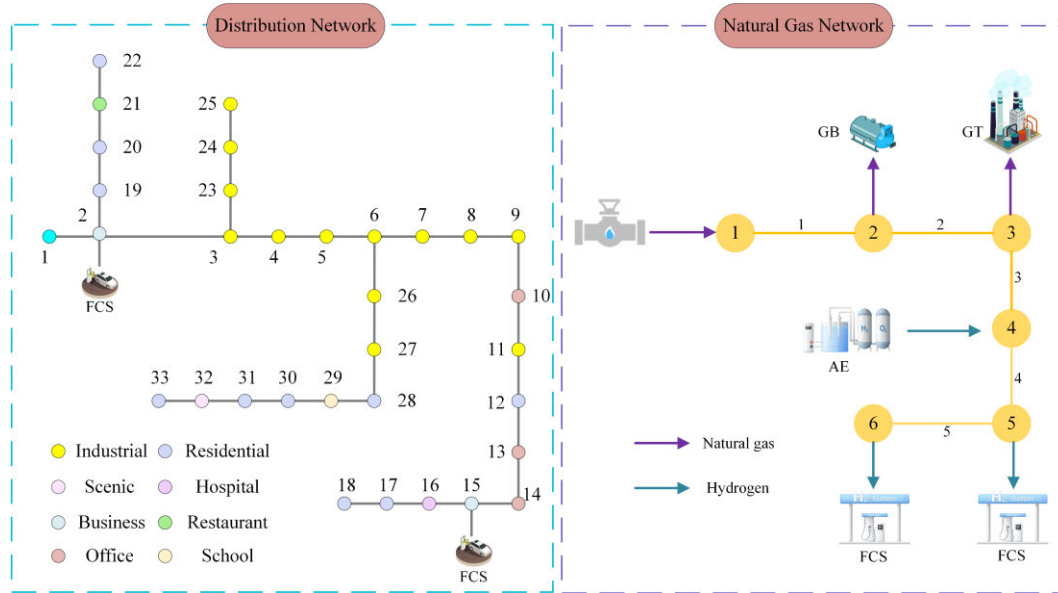 Distribution Network
Natural Gas Network
22
21
20
19
25
24
23
2
1
FCS
3
4
5
6
7
8
9
10
11
12
13
14
26
27
28
29
30
31
32
33
18
17
16
15
FCS
Industrial
Residential
Scenic
Hospital
Business
Restaurant
Office
School
GB
GT
1
1
2
2
3
3
AE
H₂
O₂
4
4
6
5
5
Natural gas
Hydrogen
FCS
FCS